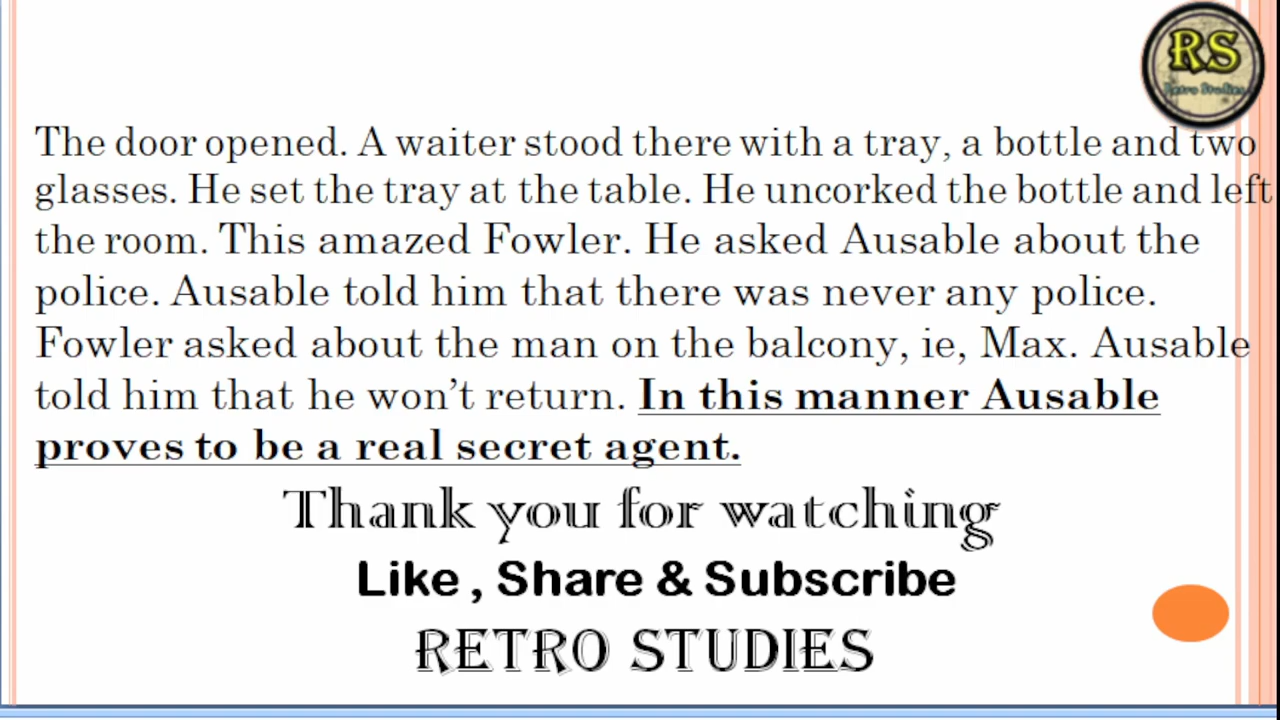 RS
Retro Studies
The door opened. A waiter stood there with a tray, a bottle and two
glasses. He set the tray at the table. He uncorked the bottle and left
the room. This amazed Fowler. He asked Ausable about the
police. Ausable told him that there was never any police.
Fowler asked about the man on the balcony, ie, Max. Ausable
told him that he won't return. In this manner Ausable
proves to be a real secret agent.
Thank you for watching
Like , Share & Subscribe
RETRO STUDIES